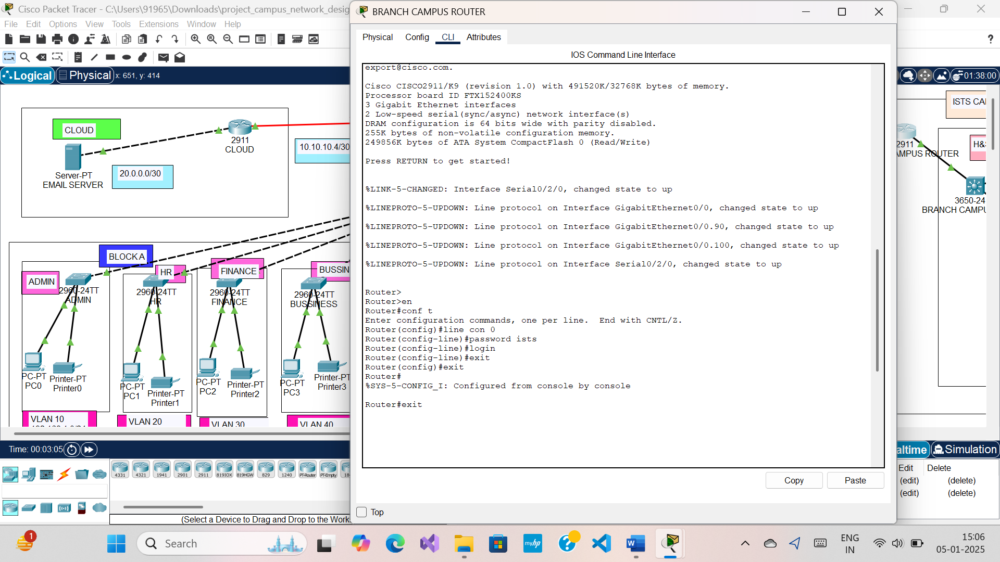 Cisco Packet Tracer - C:\Users\91965\Downloads\project_campus_network_desig
File Edit Options View Tools Extensions Window Help
Logical Physical x: 651, y: 414
CLOUD
2911
CLOUD
Server-PT
EMAIL SERVER
20.0.0.0/30
10.10.10.4/30
BLOCK A
ADMIN
2960-24TT
ADMIN
HR
2960-24TT
HR
FINANCE
2960-24TT
FINANCE
BUSSIN
2960-24TT
BUSSINESS
PC-PT
PC0
Printer-PT
Printer0
PC-PT
PC1
Printer-PT
Printer1
PC-PT
PC2
Printer-PT
Printer2
PC-PT
PC3
Printer-PT
Printer3
VLAN 10
VLAN 20
VLAN 30
VLAN 40
Time: 00:03:05
4331 4321 1941 2901 2911 819IOX 819HGW 829 1240 PT-Router PT-Empty 18
(Select a Device to Drag and Drop to the Work
BRANCH CAMPUS ROUTER
Physical Config CLI Attributes
IOS Command Line Interface
export@cisco.com.
Cisco CISCO2911/K9 (revision 1.0) with 491520K/32768K bytes of memory.
Processor board ID FTX152400KS
3 Gigabit Ethernet interfaces
2 Low-speed serial(sync/async) network interface(s)
DRAM configuration is 64 bits wide with parity disabled.
255K bytes of non-volatile configuration memory.
249856K bytes of ATA System CompactFlash 0 (Read/Write)
Press RETURN to get started!
%LINK-5-CHANGED: Interface Serial0/2/0, changed state to up
%LINEPROTO-5-UPDOWN: Line protocol on Interface GigabitEthernet0/0, changed state to up
%LINEPROTO-5-UPDOWN: Line protocol on Interface GigabitEthernet0/0.90, changed state to up
%LINEPROTO-5-UPDOWN: Line protocol on Interface GigabitEthernet0/0.100, changed state to up
%LINEPROTO-5-UPDOWN: Line protocol on Interface Serial0/2/0, changed state to up
Router>
Router>en
Router#conf t
Enter configuration commands, one per line.  End with CNTL/Z.
Router(config)#line con 0
Router(config-line)#password ists
Router(config-line)#login
Router(config-line)#exit
Router(config)#exit
Router#
%SYS-5-CONFIG_I: Configured from console by console
Router#exit
Copy Paste
Top
?
01:38:00
ISTS CA
2911
AMPUS ROUTER
H&
3650-24
BRANCH CAMPU
altime Simulation
Edit Delete
(edit) (delete)
(edit) (delete)
1
Search
myhp
ENG
IN
15:06
05-01-2025